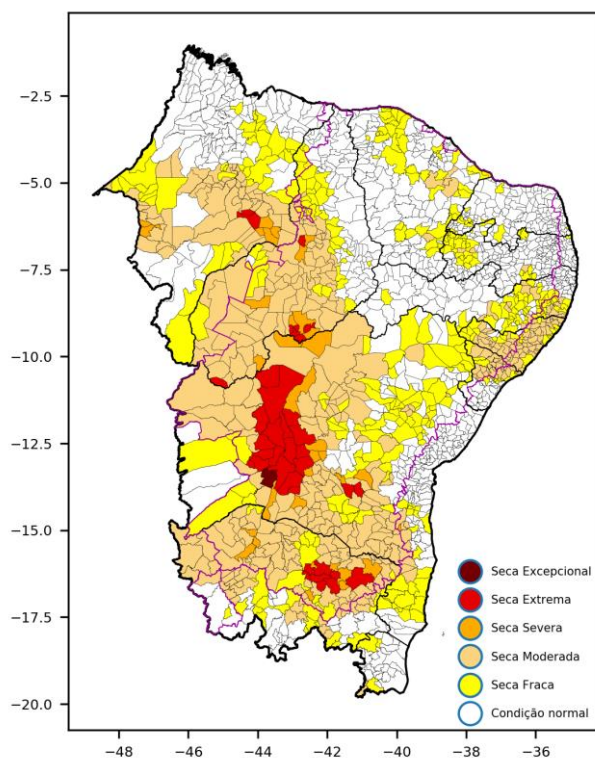 −2.5
−5.0
−7.5
−10.0
−12.5
−15.0
−17.5
−20.0
Seca Excepcional
Seca Extrema
Seca Severa
Seca Moderada
Seca Fraca
Condição normal
−48 −46 −44 −42 −40 −38 −36